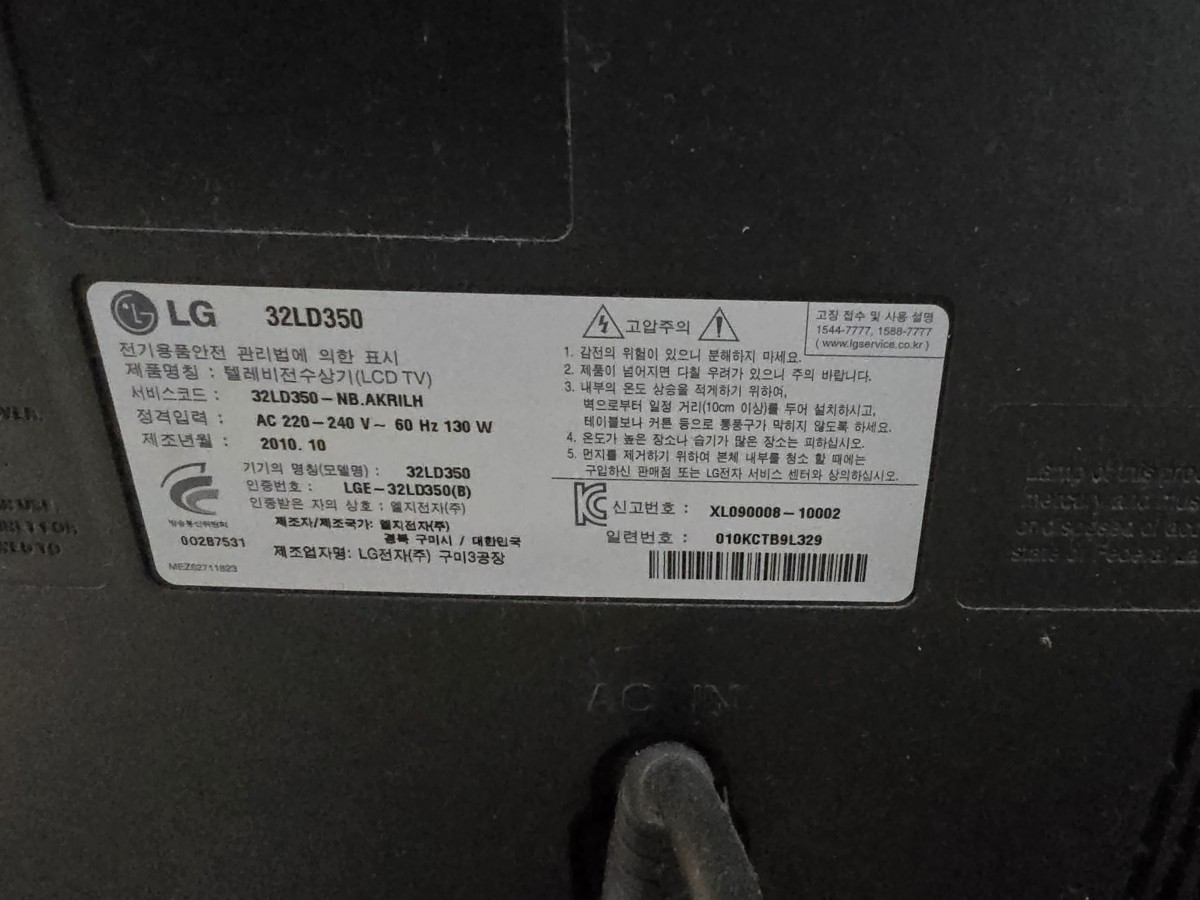 LG 32LD350
전기용품안전 관리법에 의한 표시
제품명칭 : 텔레비전수상기(LCD TV)
서비스코드 : 32LD350-NB.AKRILH
정격입력 : AC 220-240 V~ 60 Hz 130 W
제조년월 : 2010. 10
기기의 명칭(모델명) : 32LD350
인증번호 : LGE-32LD350(B)
인증받은 자의 상호 : 엘지전자(주)
제조자/제조국가: 엘지전자(주)
경북 구미시 / 대한민국
제조업자명: LG전자(주) 구미3공장
방송통신위원회
00287531
MEZ62711823
고압주의
고장 접수 및 사용 설명
1544-7777, 1588-7777
( www.lgservice.co.kr )
1. 감전의 위험이 있으니 분해하지 마세요.
2. 제품이 넘어지면 다칠 우려가 있으니 주의 바랍니다.
3. 내부의 온도 상승을 적게하기 위하여,
벽으로부터 일정 거리(10cm 이상)를 두어 설치하시고,
테이블보나 커튼 등으로 통풍구가 막히지 않도록 하세요.
4. 온도가 높은 장소나 습기가 많은 장소는 피하십시오.
5. 먼지를 제거하기 위하여 본체 내부를 청소 할 때에는
구입하신 판매점 또는 LG전자 서비스 센터와 상의하십시오.
신고번호 : XL090008-10002
일련번호 : 010KCTB9L329
AC IN